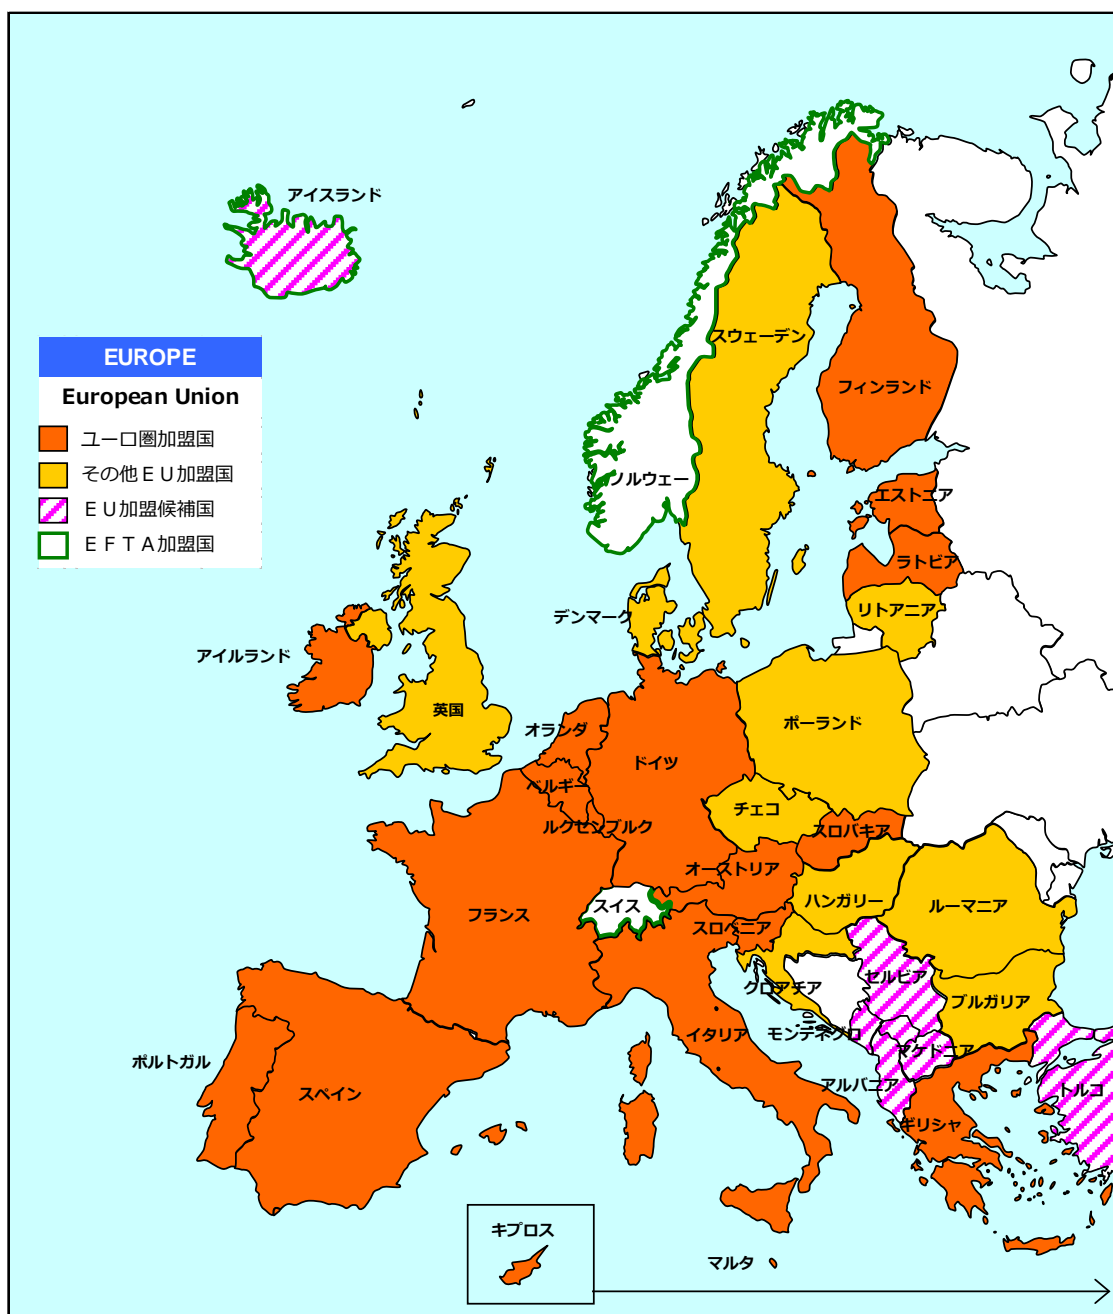 アイスランド
EUROPE
European Union
ユーロ圏加盟国
その他ＥＵ加盟国
ＥＵ加盟候補国
ＥＦＴＡ加盟国
スウェーデン
フィンランド
ノルウェー
エストニア
ラトビア
リトアニア
デンマーク
アイルランド
英国
オランダ
ポーランド
ドイツ
ベルギー
チェコ
ルクセンブルク
スロバキア
オーストリア
ハンガリー
ルーマニア
スイス
フランス
スロベニア
クロアチア
セルビア
ブルガリア
モンテネグロ
イタリア
マケドニア
ポルトガル
スペイン
アルバニア
トルコ
ギリシャ
キプロス
マルタ